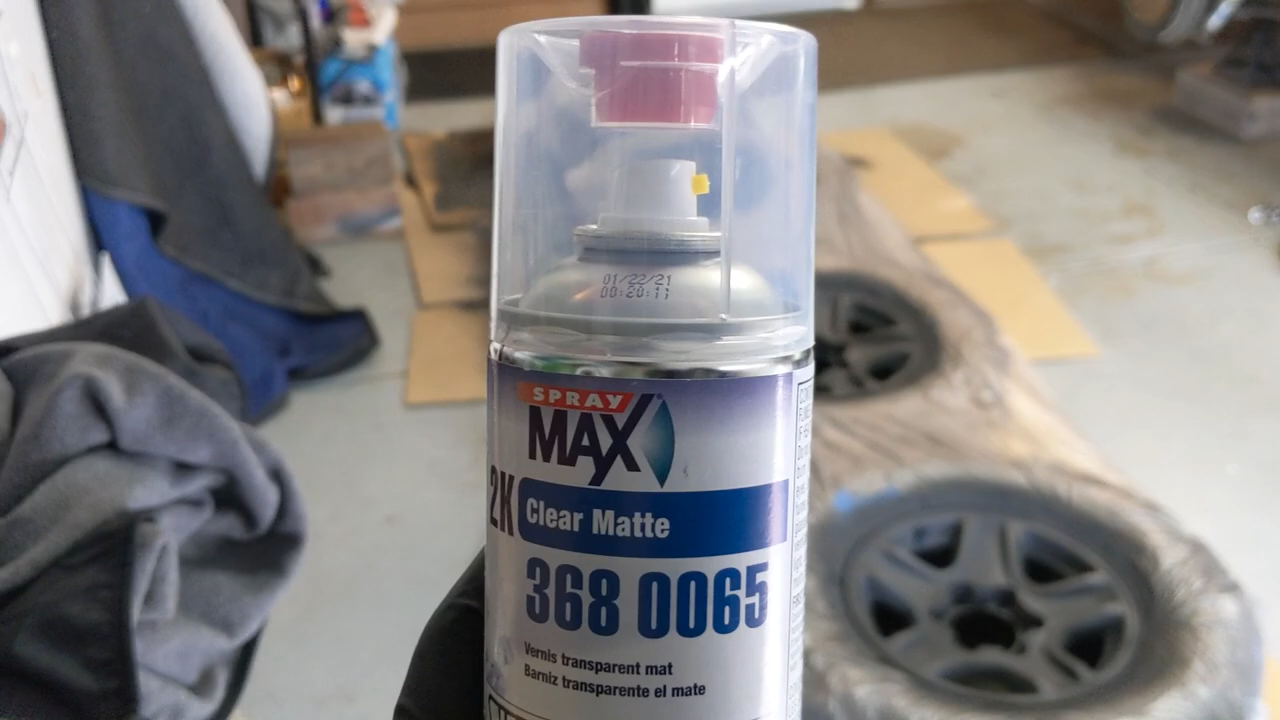 01/22/21
00:20:11
SPRAY
MAX
2K
Clear Matte
368 0065
Vernis transparent mat
Barniz transparente el mate